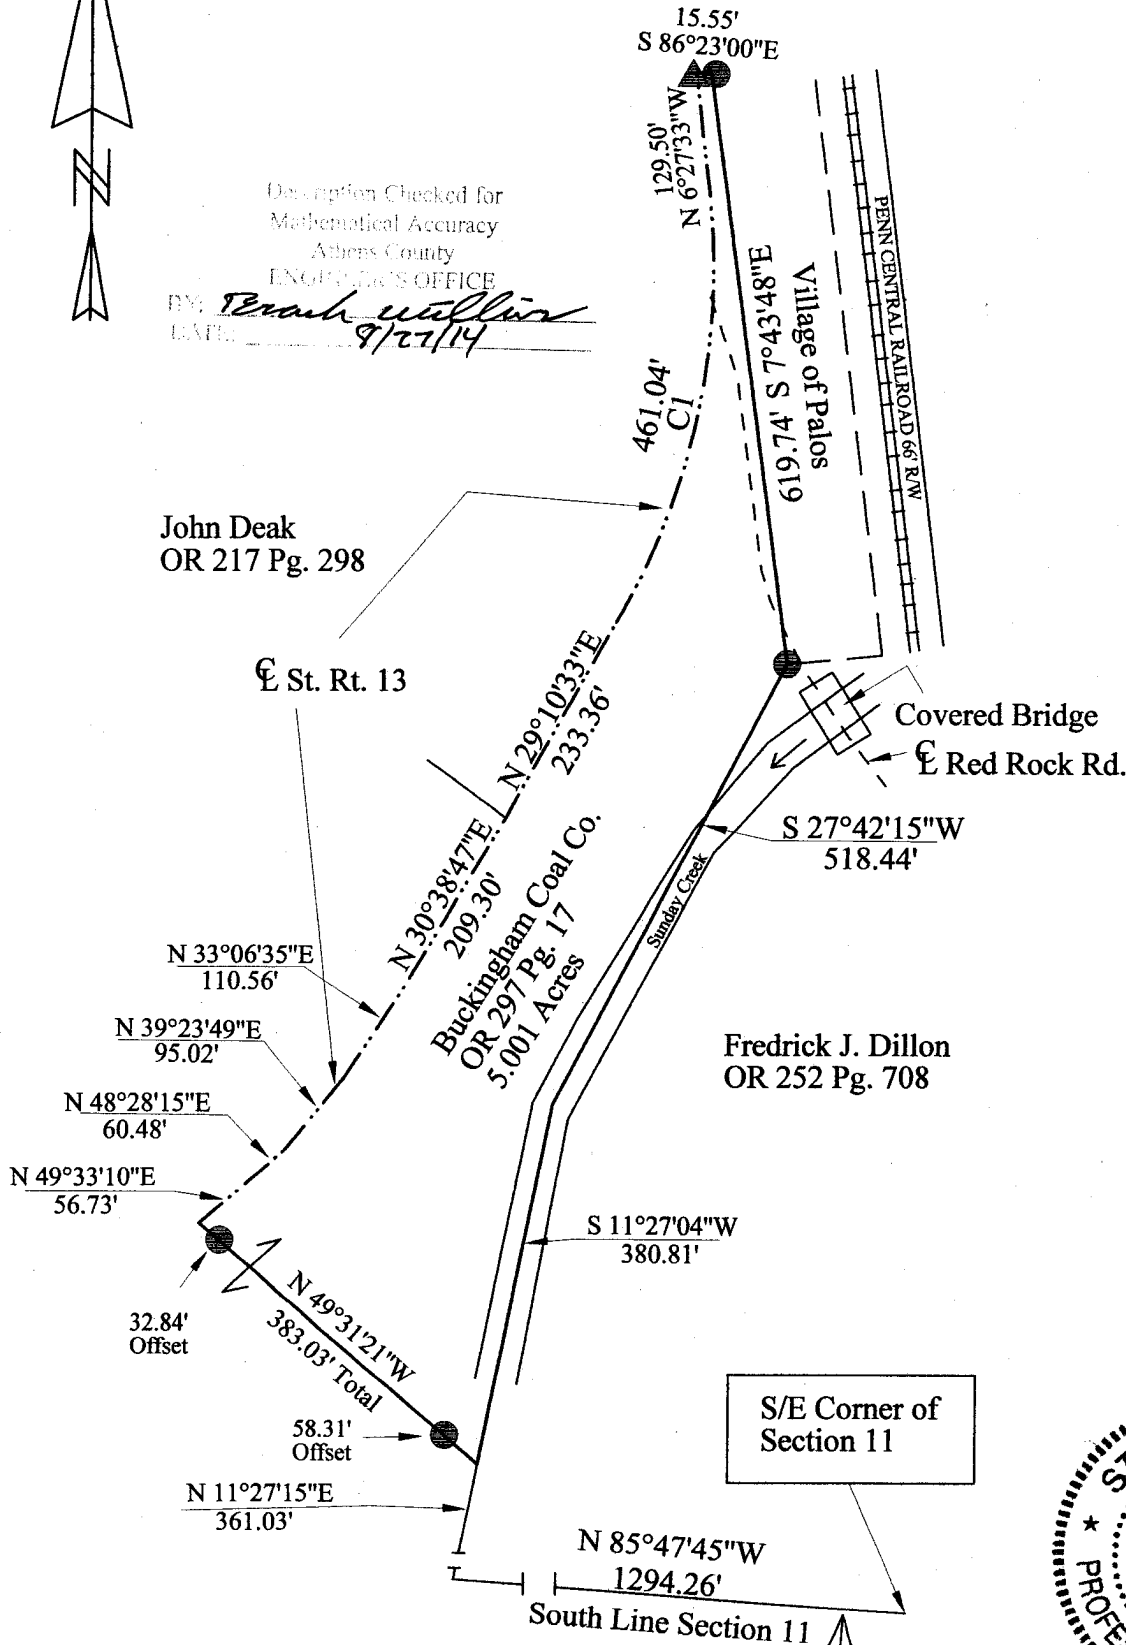 15.55'
S 86°23'00"E
N
129.50'
N 6°27'33"W
Description Checked for
Mathematical Accuracy
Athens County
ENGINEER'S OFFICE
BY:
DATE: 9/27/14
PENN CENTRAL RAILROAD 66' R/W
Village of Palos
619.74' S 7°43'48"E
461.04'
C1
John Deak
OR 217 Pg. 298
℄ St. Rt. 13
N 29°10'33"E
233.36'
Covered Bridge
℄ Red Rock Rd.
S 27°42'15"W
518.44'
Sunday Creek
N 30°38'47"E
209.30'
Buckingham Coal Co.
OR 297 Pg. 17
5.001 Acres
N 33°06'35"E
110.56'
N 39°23'49"E
95.02'
N 48°28'15"E
60.48'
N 49°33'10"E
56.73'
Fredrick J. Dillon
OR 252 Pg. 708
S 11°27'04"W
380.81'
32.84'
Offset
N 49°31'21"W
383.03' Total
58.31'
Offset
N 11°27'15"E
361.03'
S/E Corner of
Section 11
N 85°47'45"W
1294.26'
South Line Section 11
ST
★ PROFE